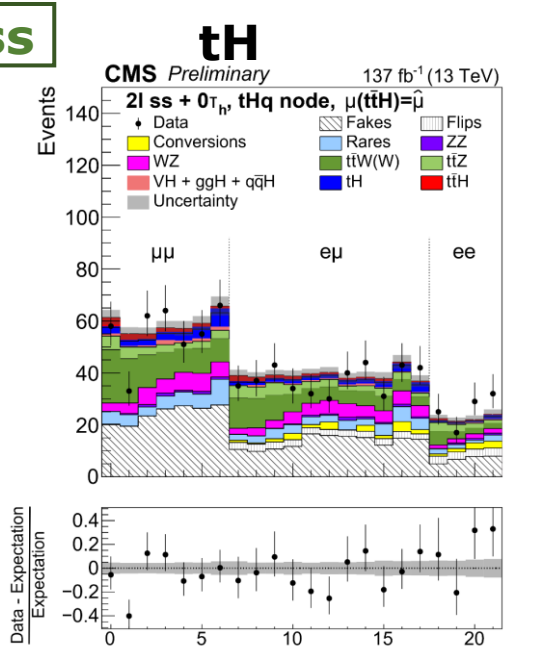 ss
tH
CMS Preliminary 137 fb⁻¹ (13 TeV)
2l ss + 0τh, tHq node, μ(tt̄H)=μ̂
Data Fakes Flips
Conversions Rares ZZ
WZ tt̄W(W) tt̄Z
VH + ggH + qq̄H tH tt̄H
Uncertainty
Events
140
120
100
80
60
40
20
0
μμ eμ ee
Data - Expectation
Expectation
0.4
0.2
0
−0.2
−0.4
0 5 10 15 20